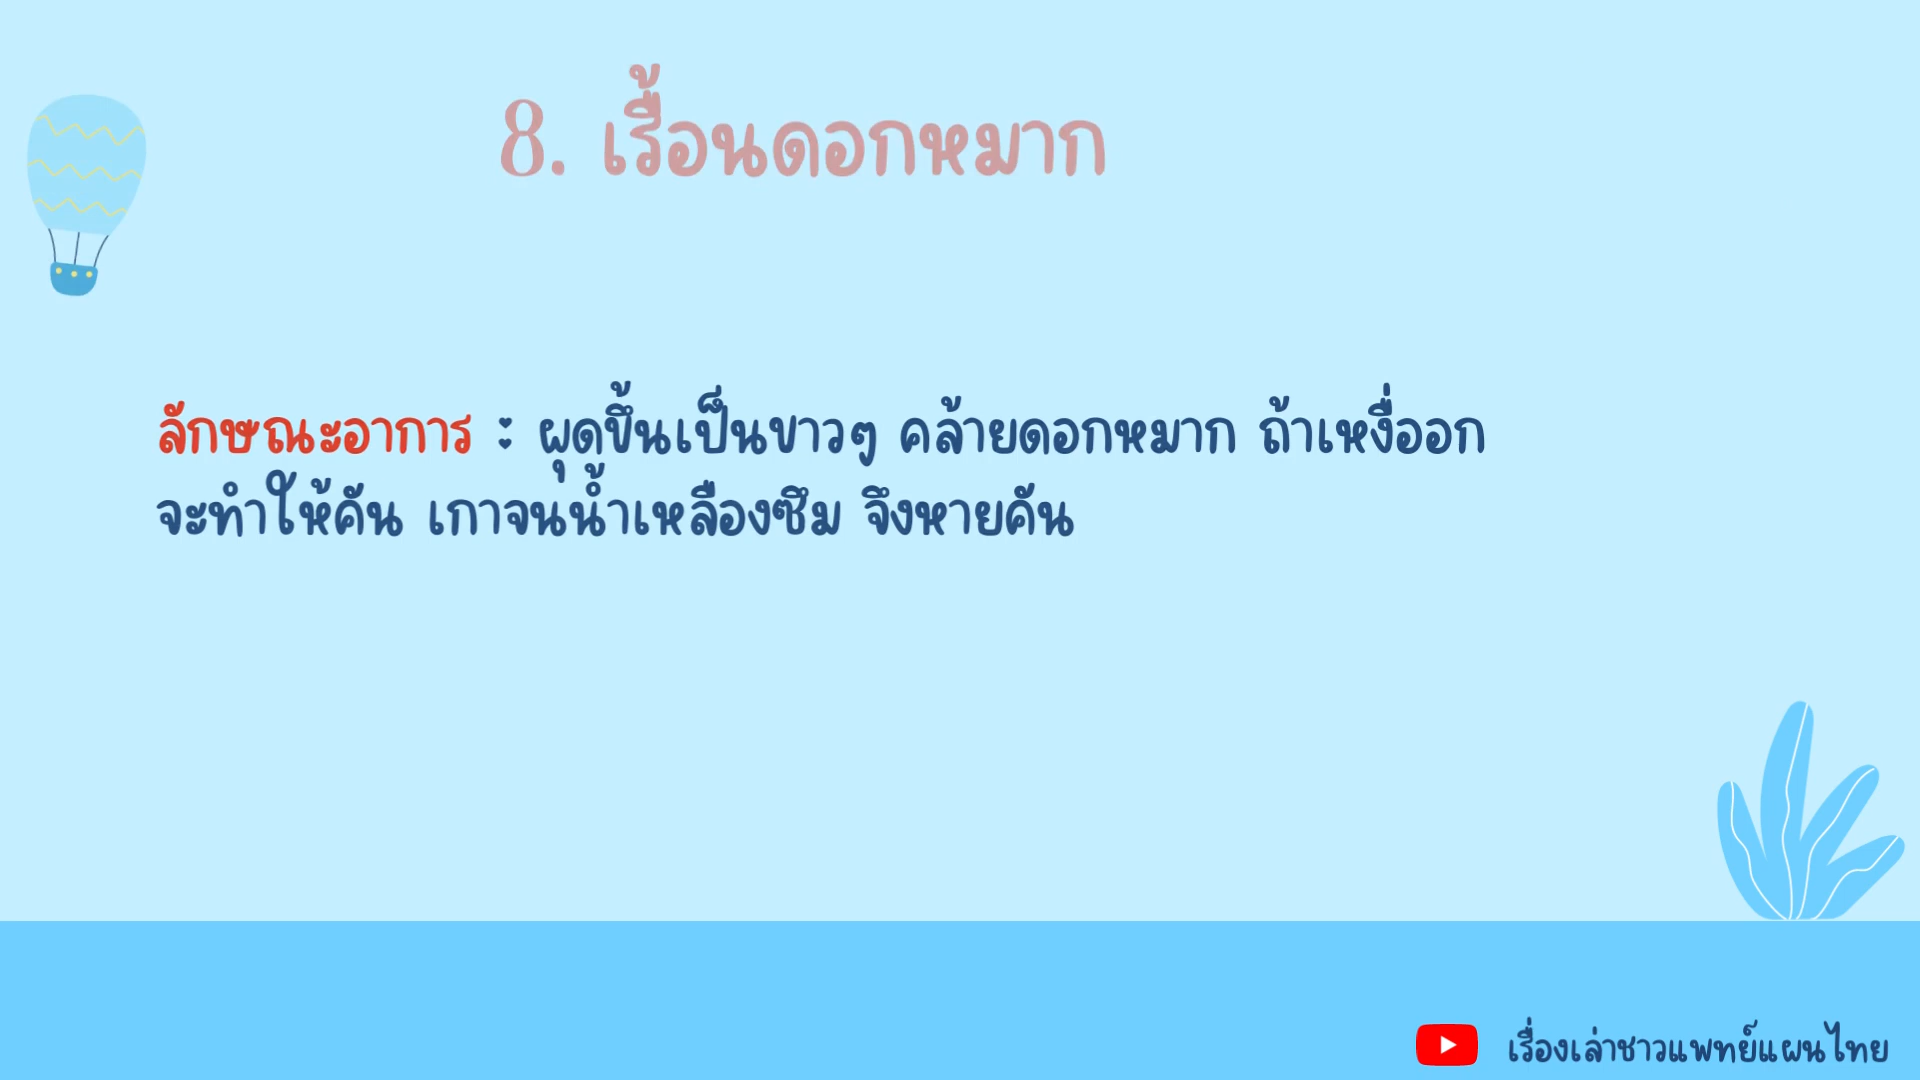 8. เรื้อนดอกหมาก
ลักษณะอาการ : ผุดขึ้นเป็นขาวๆ คล้ายดอกหมาก ถ้าเหงื่ออก
จะทำให้คัน เกาจนน้ำเหลืองซึม จึงหายคัน
เรื่องเล่าชาวแพทย์แผนไทย